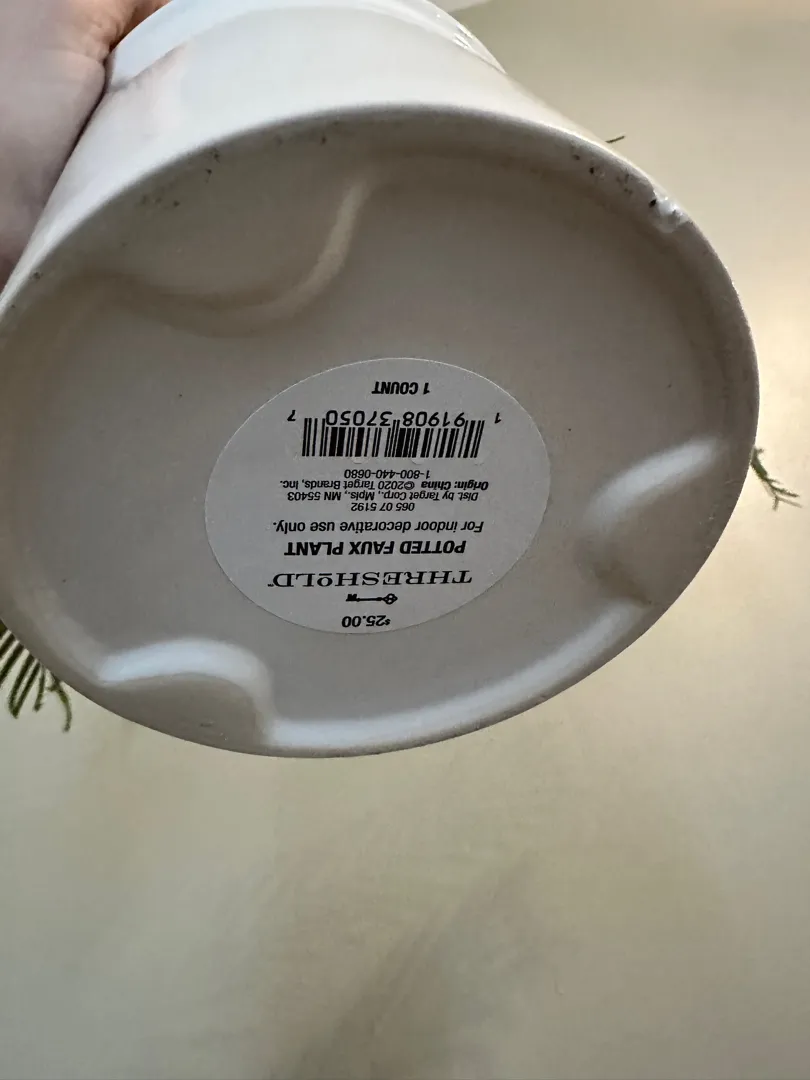 $25.00
THRESHOLD™
POTTED FAUX PLANT
For indoor decorative use only.
065 07 5192
Dist. by Target Corp., Mpls., MN 55403
Origin: China ©2020 Target Brands, Inc.
1-800-440-0680
1 91908 37050 7
1 COUNT